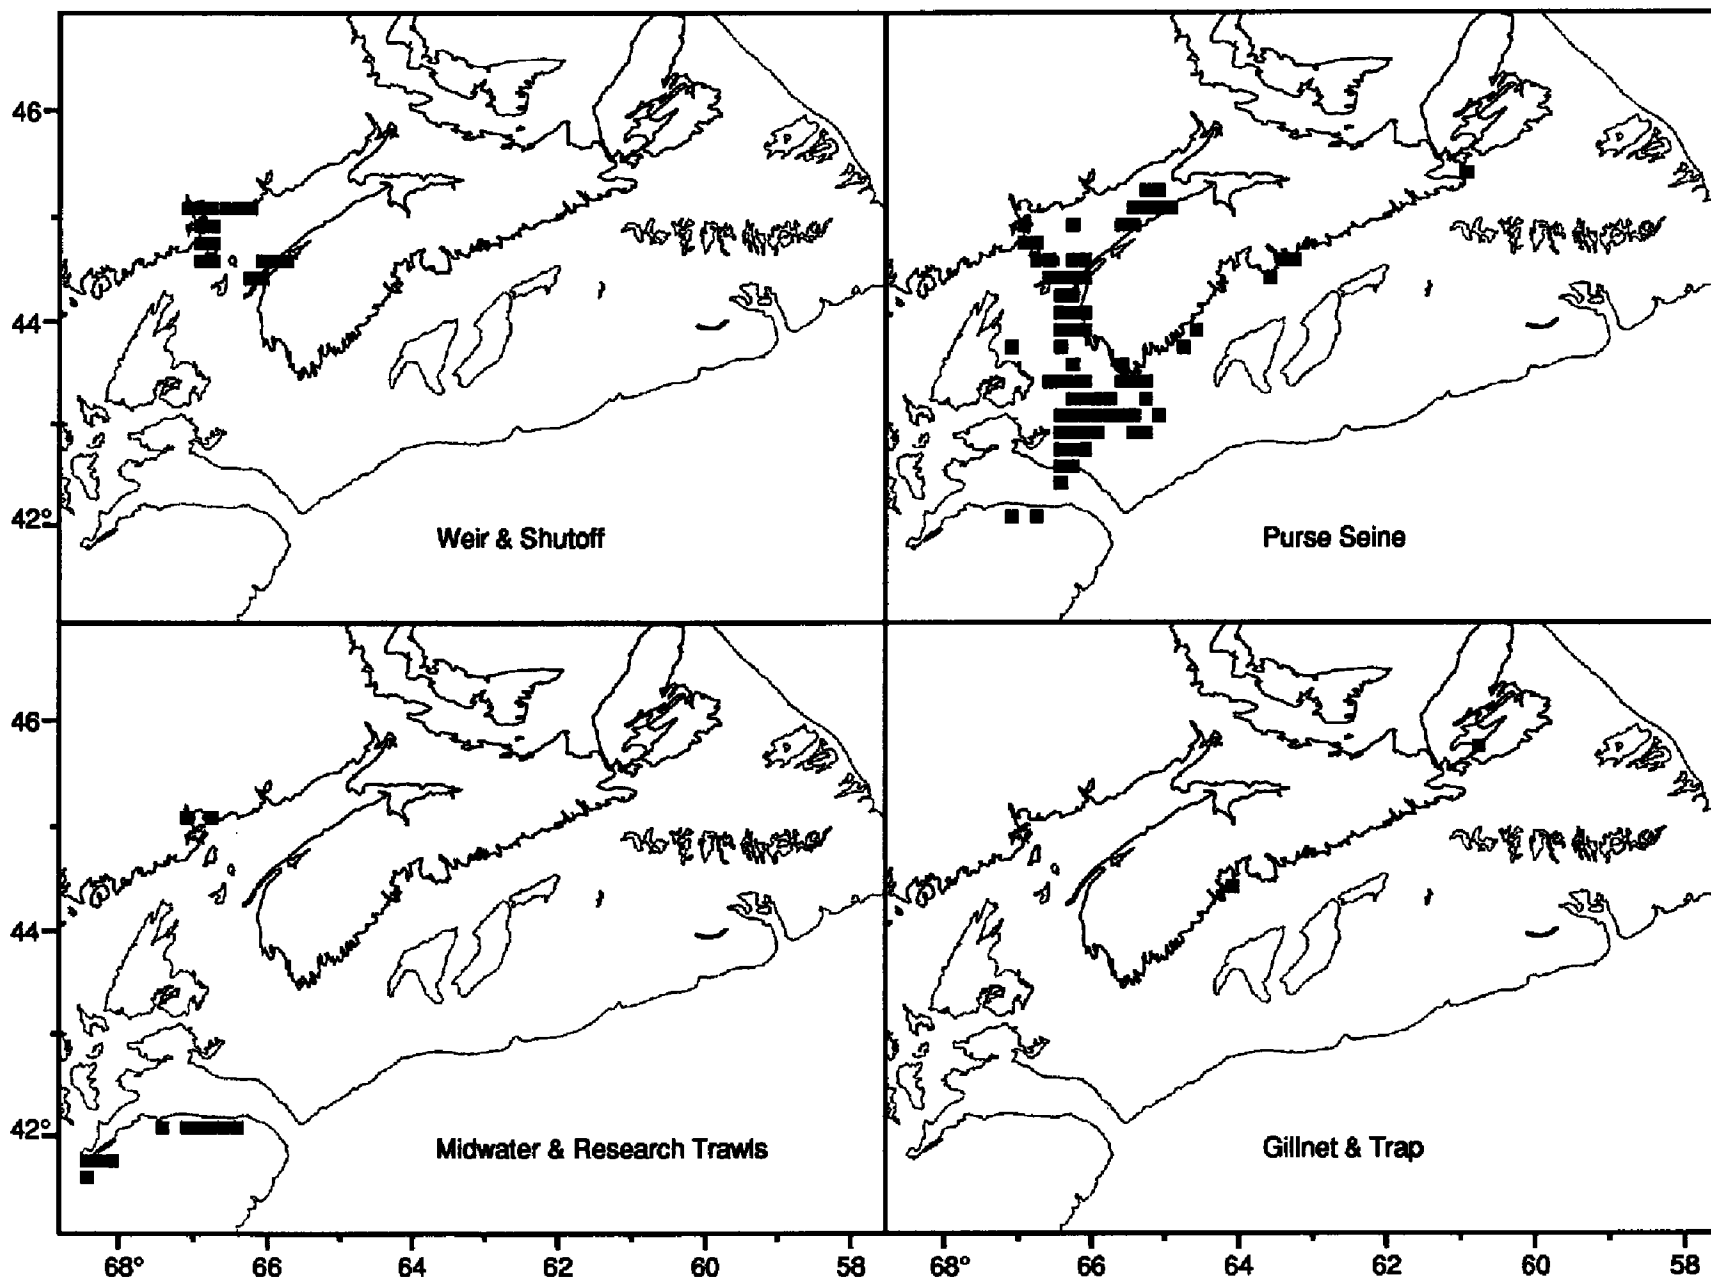 46
44
42°
Weir & Shutoff
Purse Seine
46
44
42°
Midwater & Research Trawls
Gillnet & Trap
68° 66 64 62 60 58 68° 66 64 62 60 58